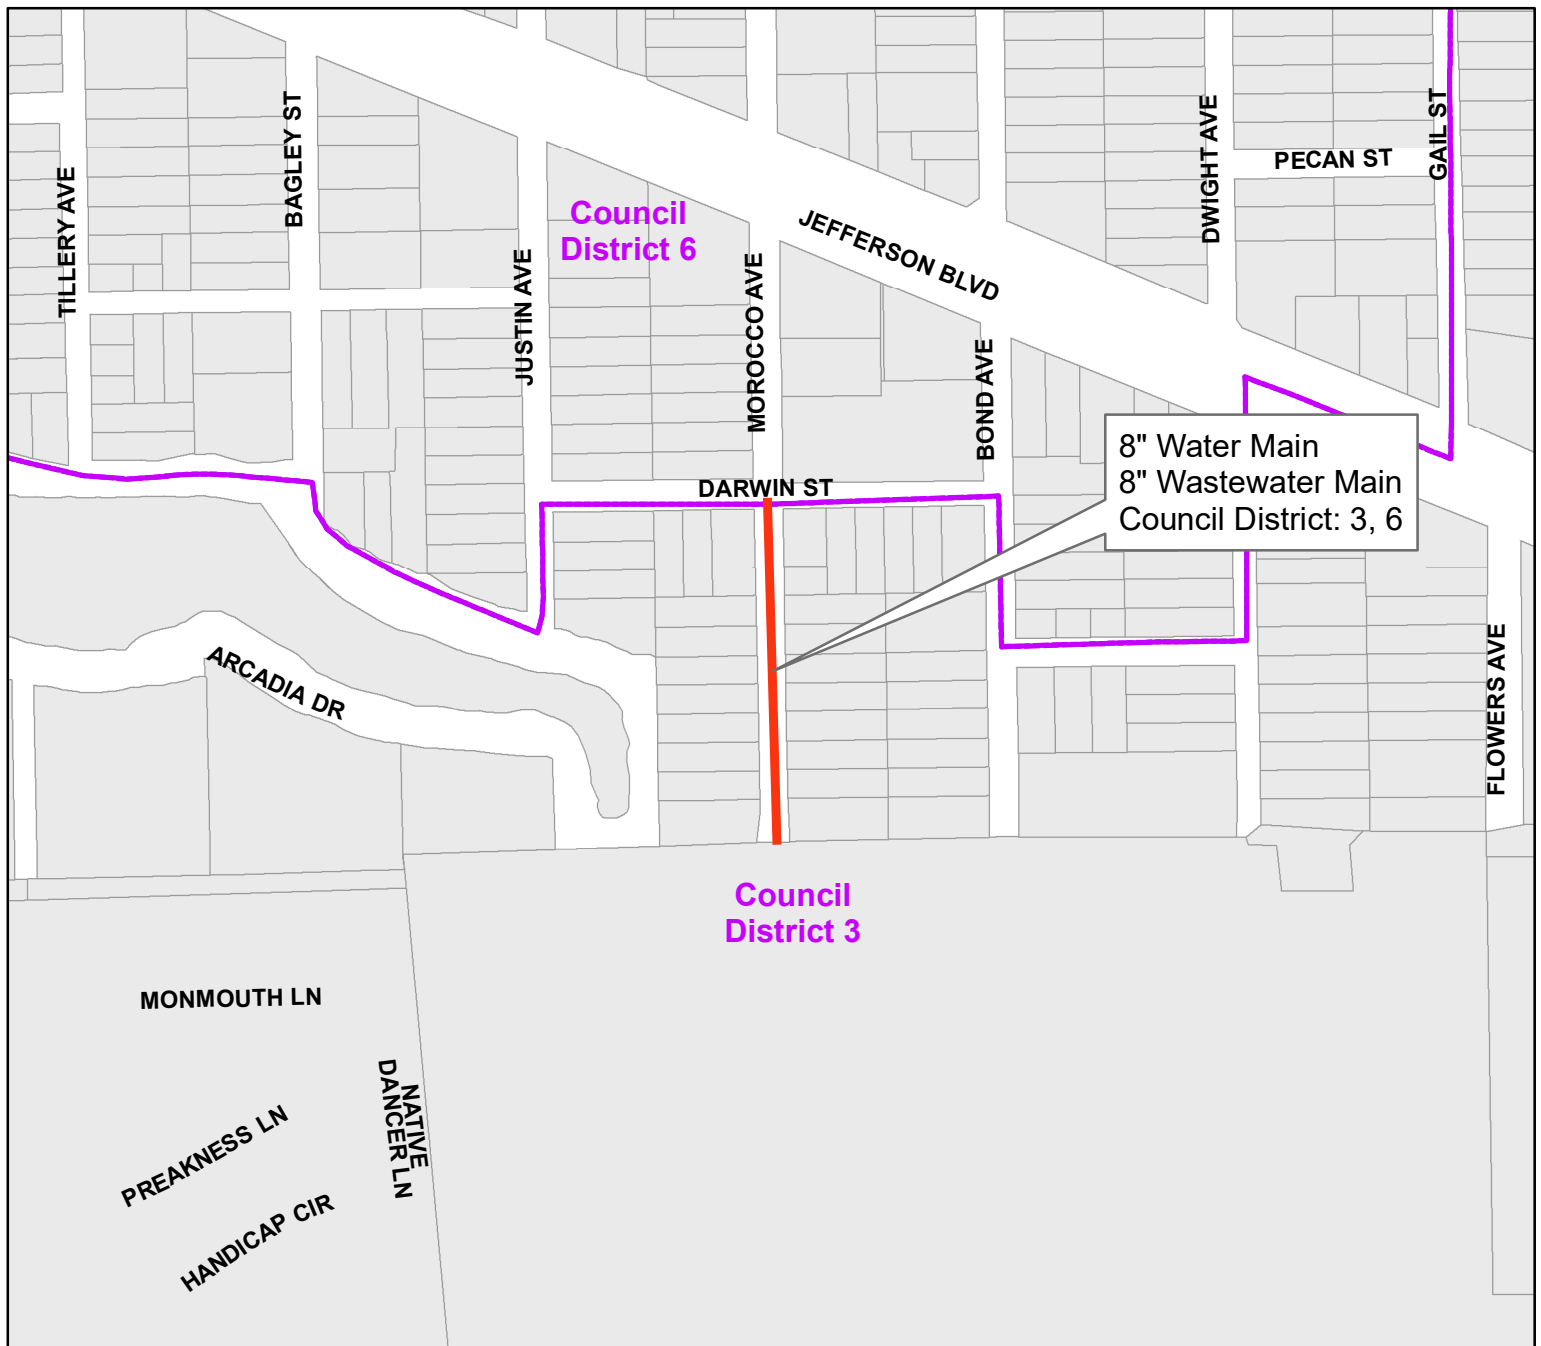 BAGLEY ST
GAIL ST
DWIGHT AVE
PECAN ST
TILLERY AVE
Council
District 6
JEFFERSON BLVD
JUSTIN AVE
MOROCCO AVE
BOND AVE
8" Water Main
8" Wastewater Main
Council District: 3, 6
DARWIN ST
ARCADIA DR
FLOWERS AVE
Council
District 3
MONMOUTH LN
NATIVE
DANCER LN
PREAKNESS LN
HANDICAP CIR